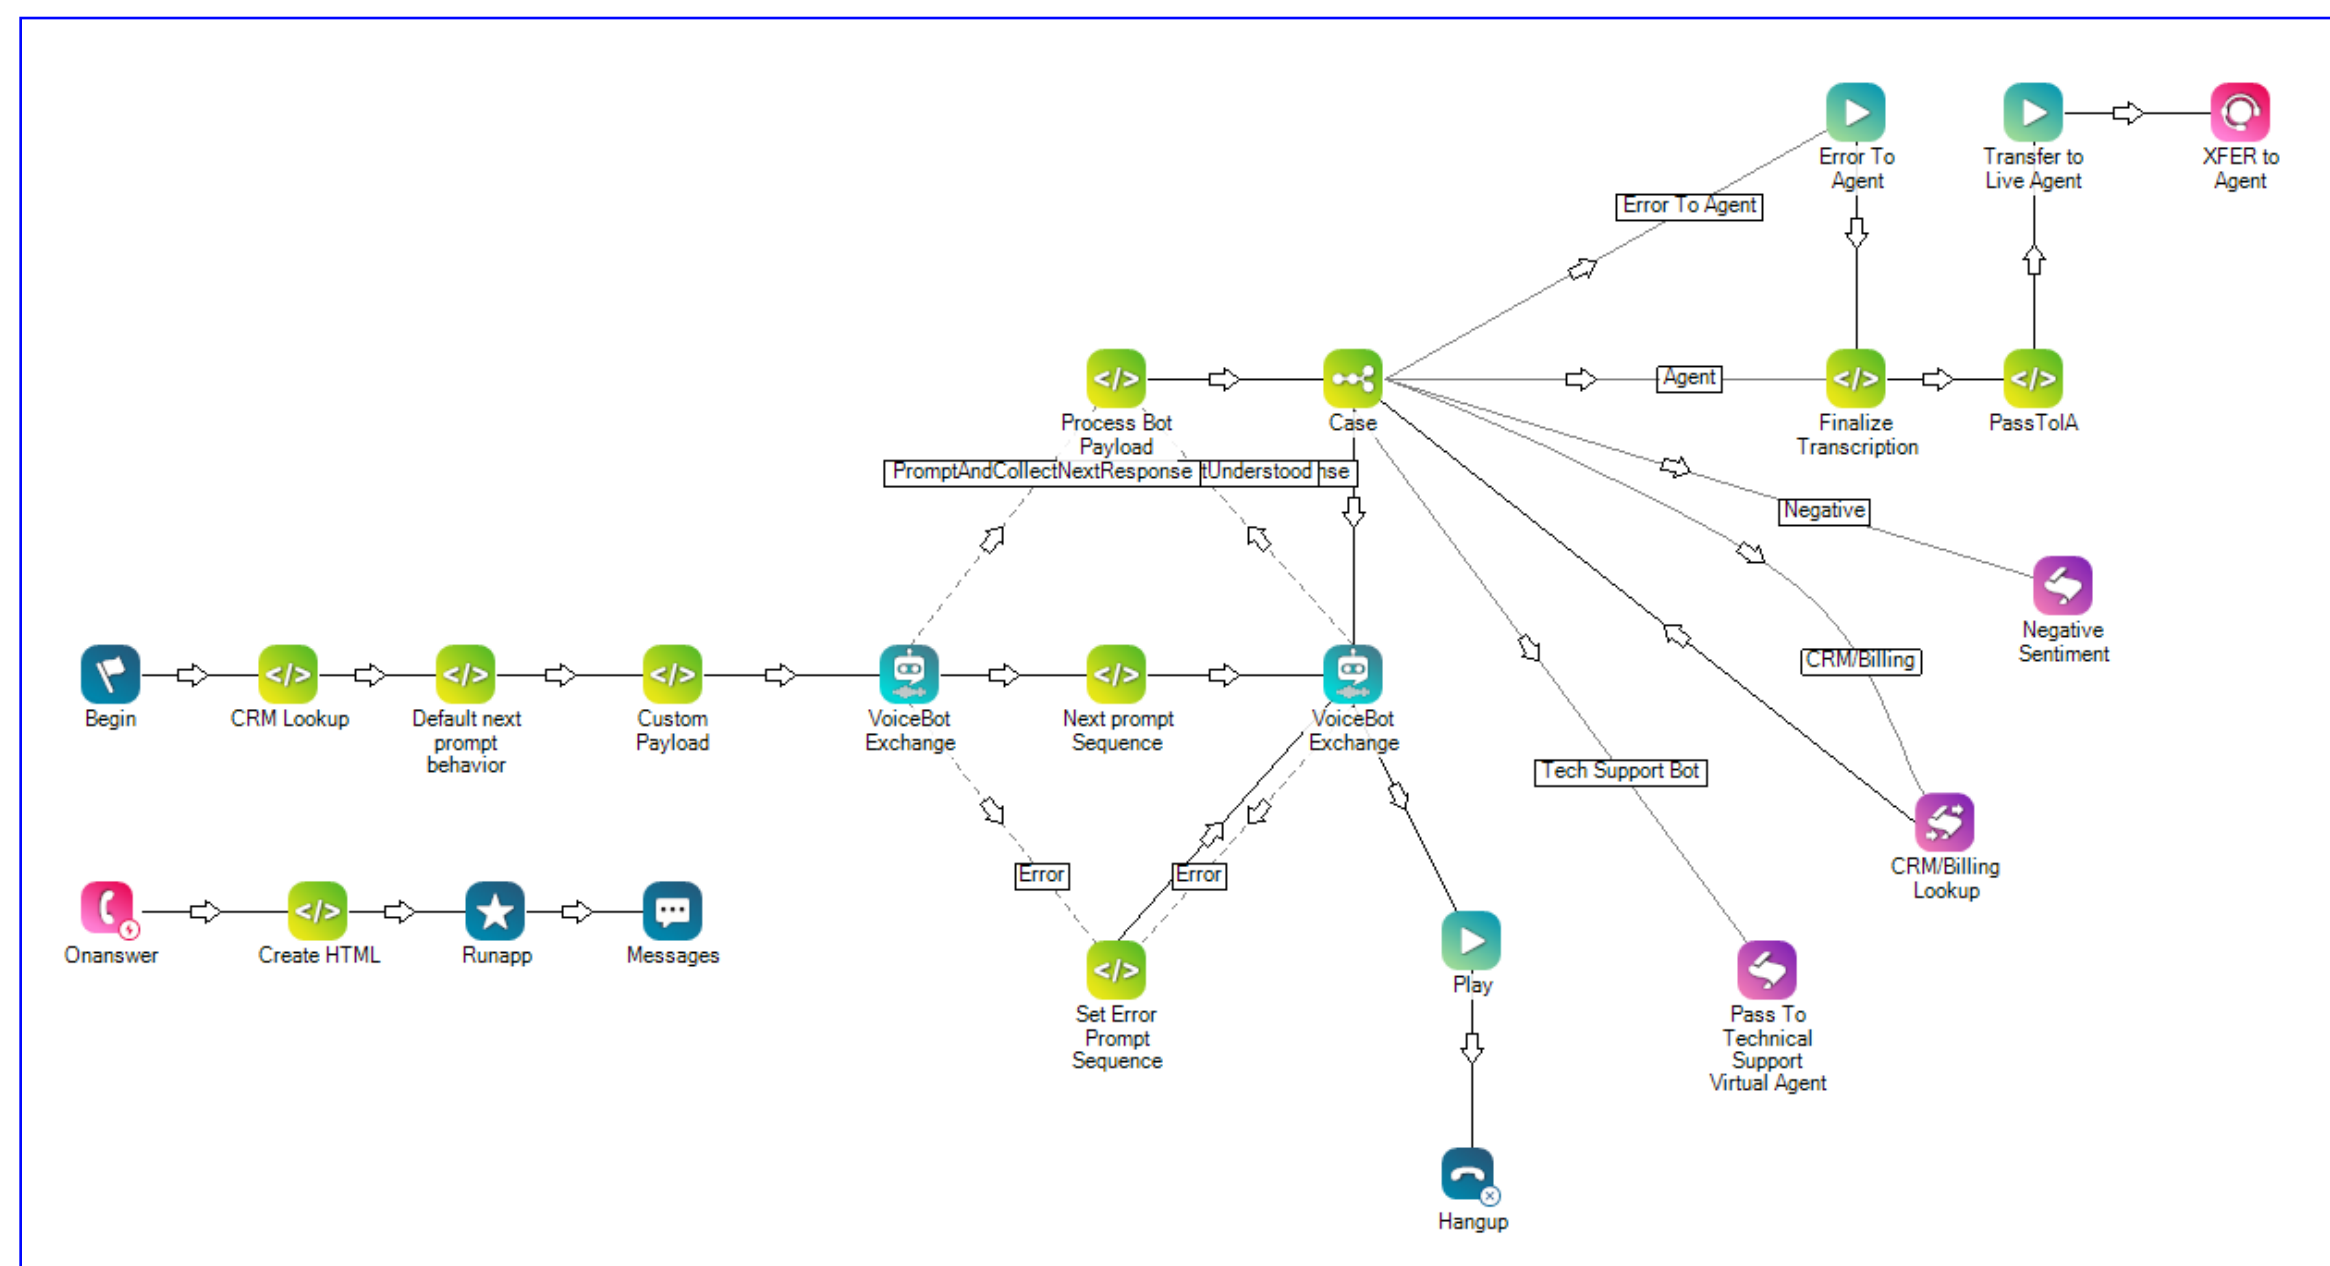 Error To
Agent
Transfer to
Live Agent
XFER to
Agent
Error To Agent
Process Bot
Payload
Case
Agent
Finalize
Transcription
PassToIA
PromptAndCollectNextResponse
tUnderstood
nse
Negative
Negative
Sentiment
CRM/Billing
Begin
CRM Lookup
Default next
prompt
behavior
Custom
Payload
VoiceBot
Exchange
Next prompt
Sequence
VoiceBot
Exchange
Tech Support Bot
CRM/Billing
Lookup
Error
Error
Onanswer
Create HTML
Runapp
Messages
Set Error
Prompt
Sequence
Play
Pass To
Technical
Support
Virtual Agent
Hangup